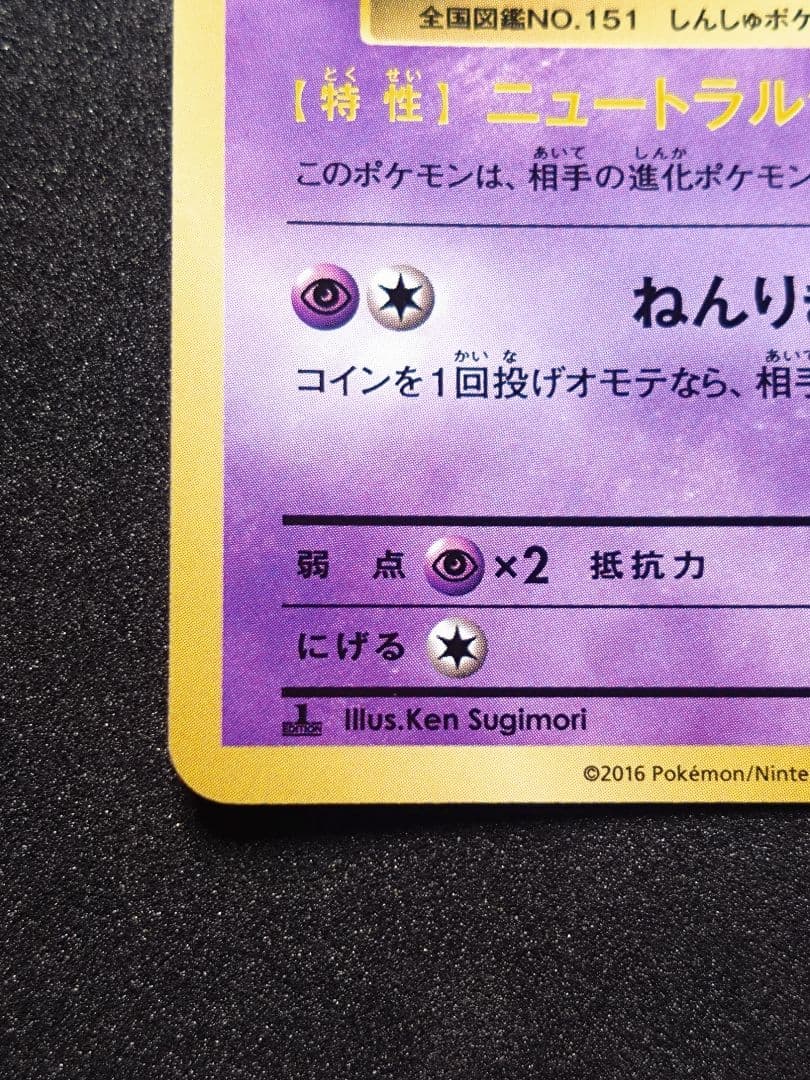 全国図鑑NO.151 しんしゅポケ
とく せい
【特 性】ニュートラル
あいて しんか
このポケモンは、相手の進化ポケモン
ねんり
かい な あい
コインを1回投げオモテなら、相手
弱 点 ×2 抵抗力
にげる
1 EDITION Illus.Ken Sugimori
©2016 Pokémon/Ninte